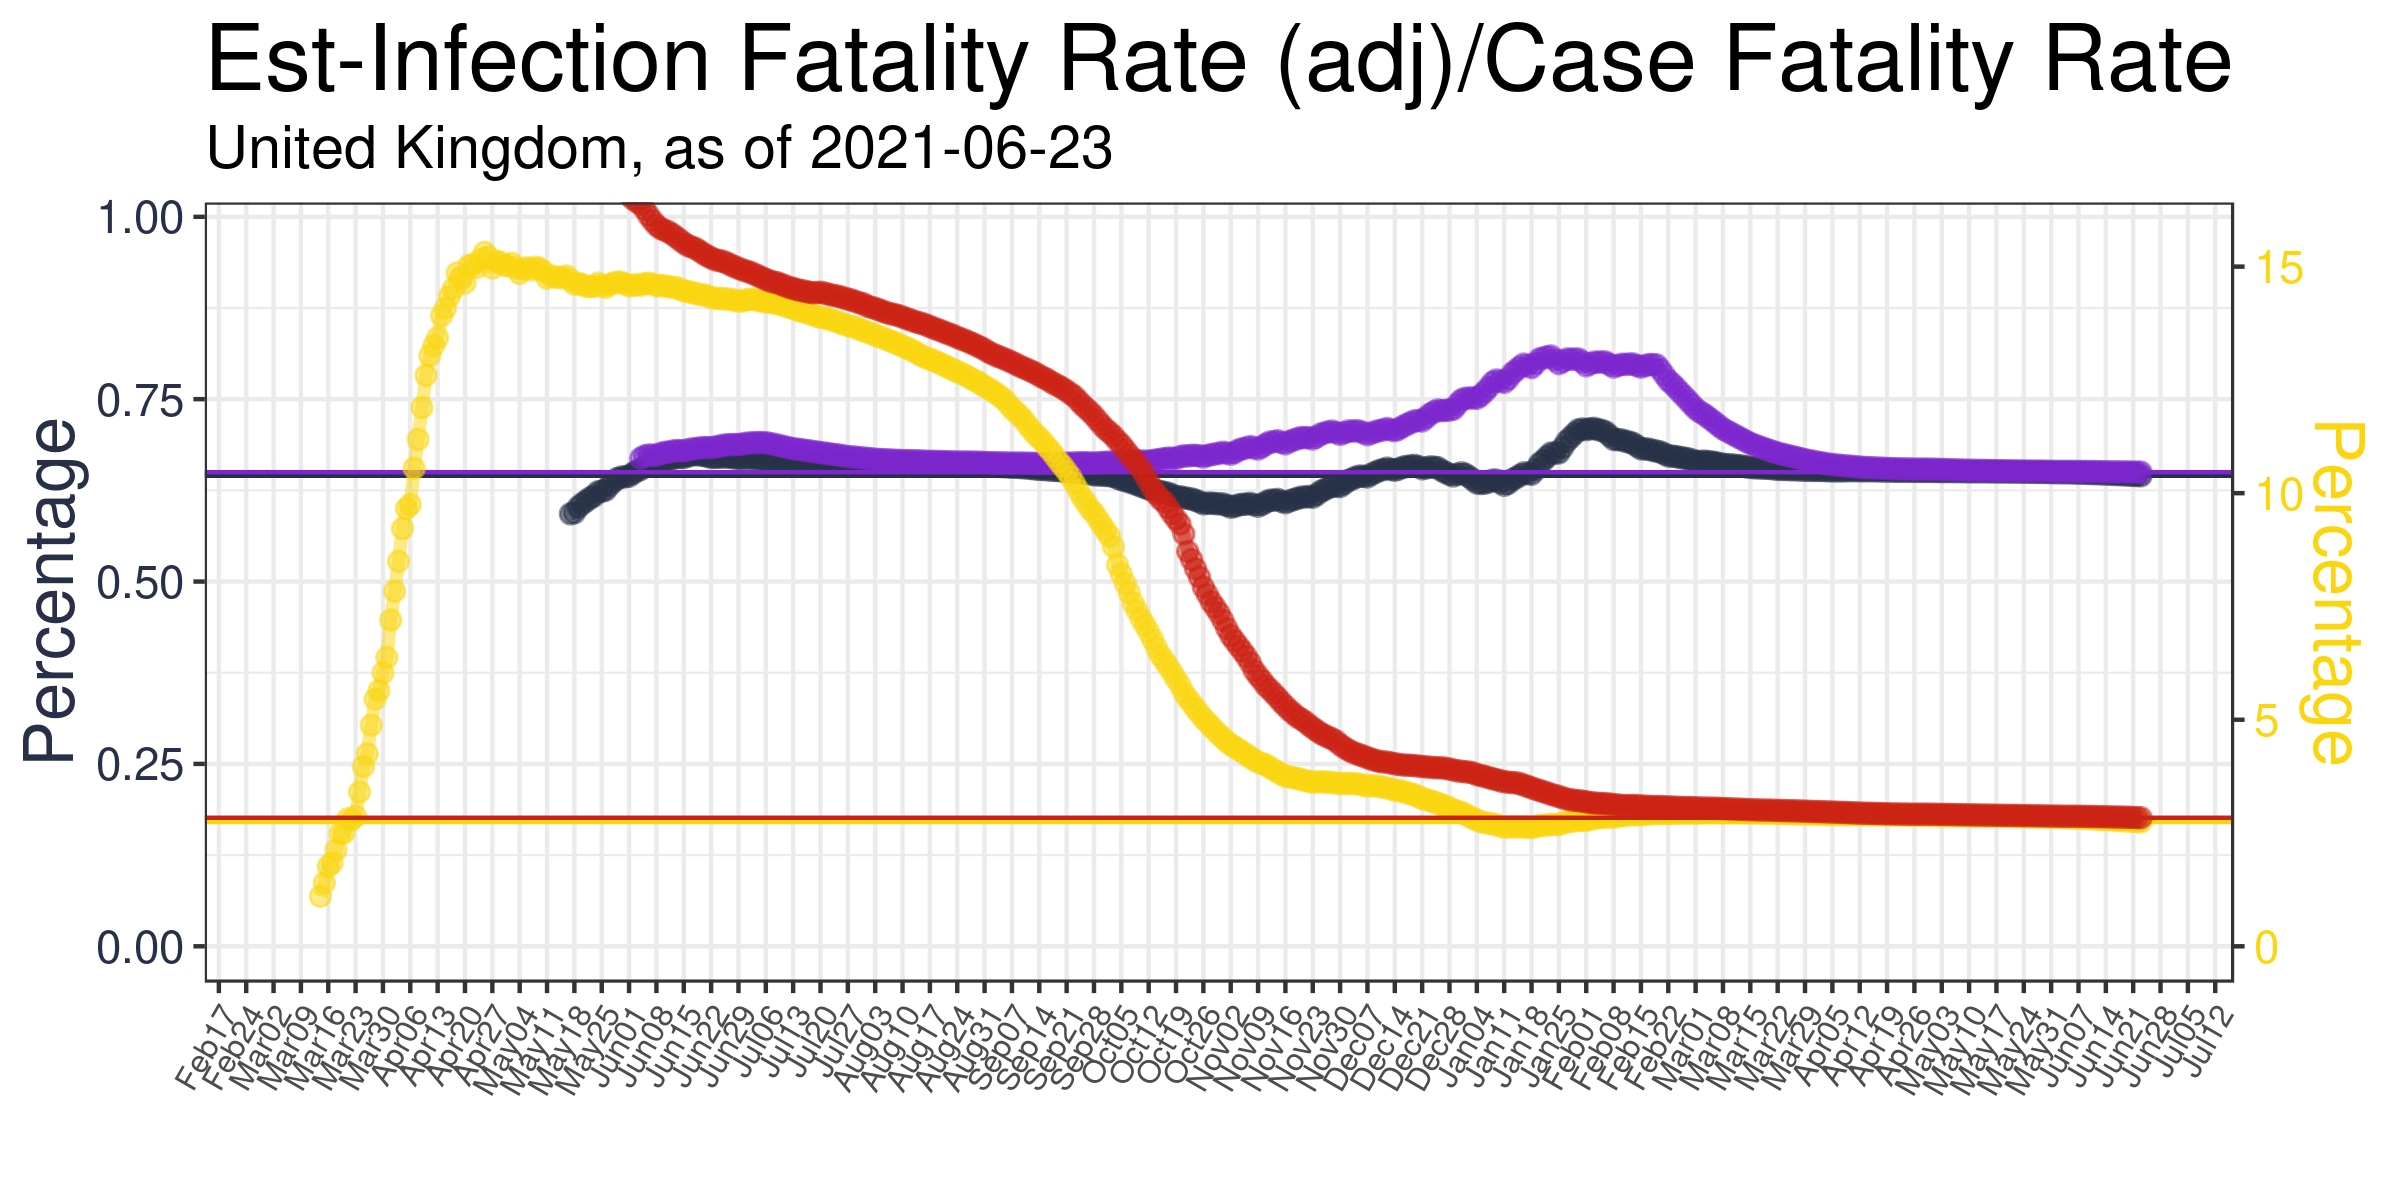 Est-Infection Fatality Rate (adj)/Case Fatality Rate
United Kingdom, as of 2021-06-23
Percentage
1.00
0.75
0.50
0.25
0.00
15
10
5
0
Percentage
Feb17
Feb24
Mar02
Mar09
Mar16
Mar23
Mar30
Apr06
Apr13
Apr20
Apr27
May04
May11
May18
May25
Jun01
Jun08
Jun15
Jun22
Jun29
Jul06
Jul13
Jul20
Jul27
Aug03
Aug10
Aug17
Aug24
Aug31
Sep07
Sep14
Sep21
Sep28
Oct05
Oct12
Oct19
Oct26
Nov02
Nov09
Nov16
Nov23
Nov30
Dec07
Dec14
Dec21
Dec28
Jan04
Jan11
Jan18
Jan25
Feb01
Feb08
Feb15
Feb22
Mar01
Mar08
Mar15
Mar22
Mar29
Apr05
Apr12
Apr19
Apr26
May03
May10
May17
May24
May31
Jun07
Jun14
Jun21
Jun28
Jul05
Jul12